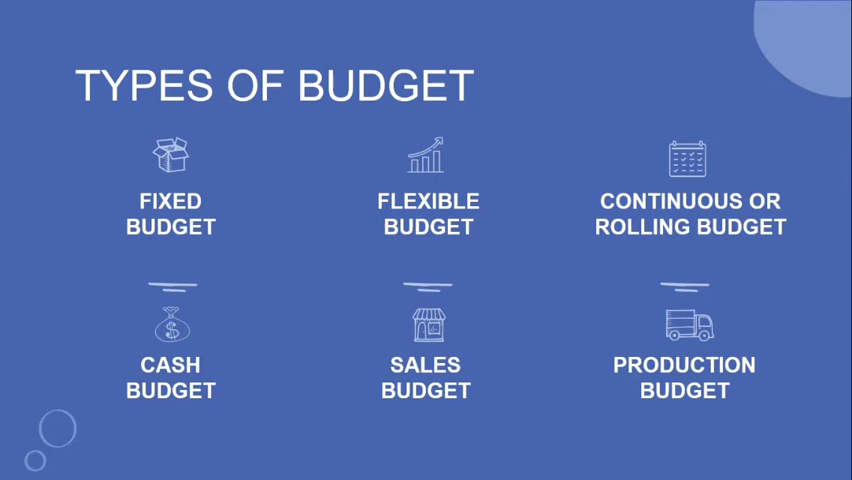 TYPES OF BUDGET
FIXED
BUDGET
FLEXIBLE
BUDGET
CONTINUOUS OR
ROLLING BUDGET
CASH
BUDGET
SALES
BUDGET
PRODUCTION
BUDGET